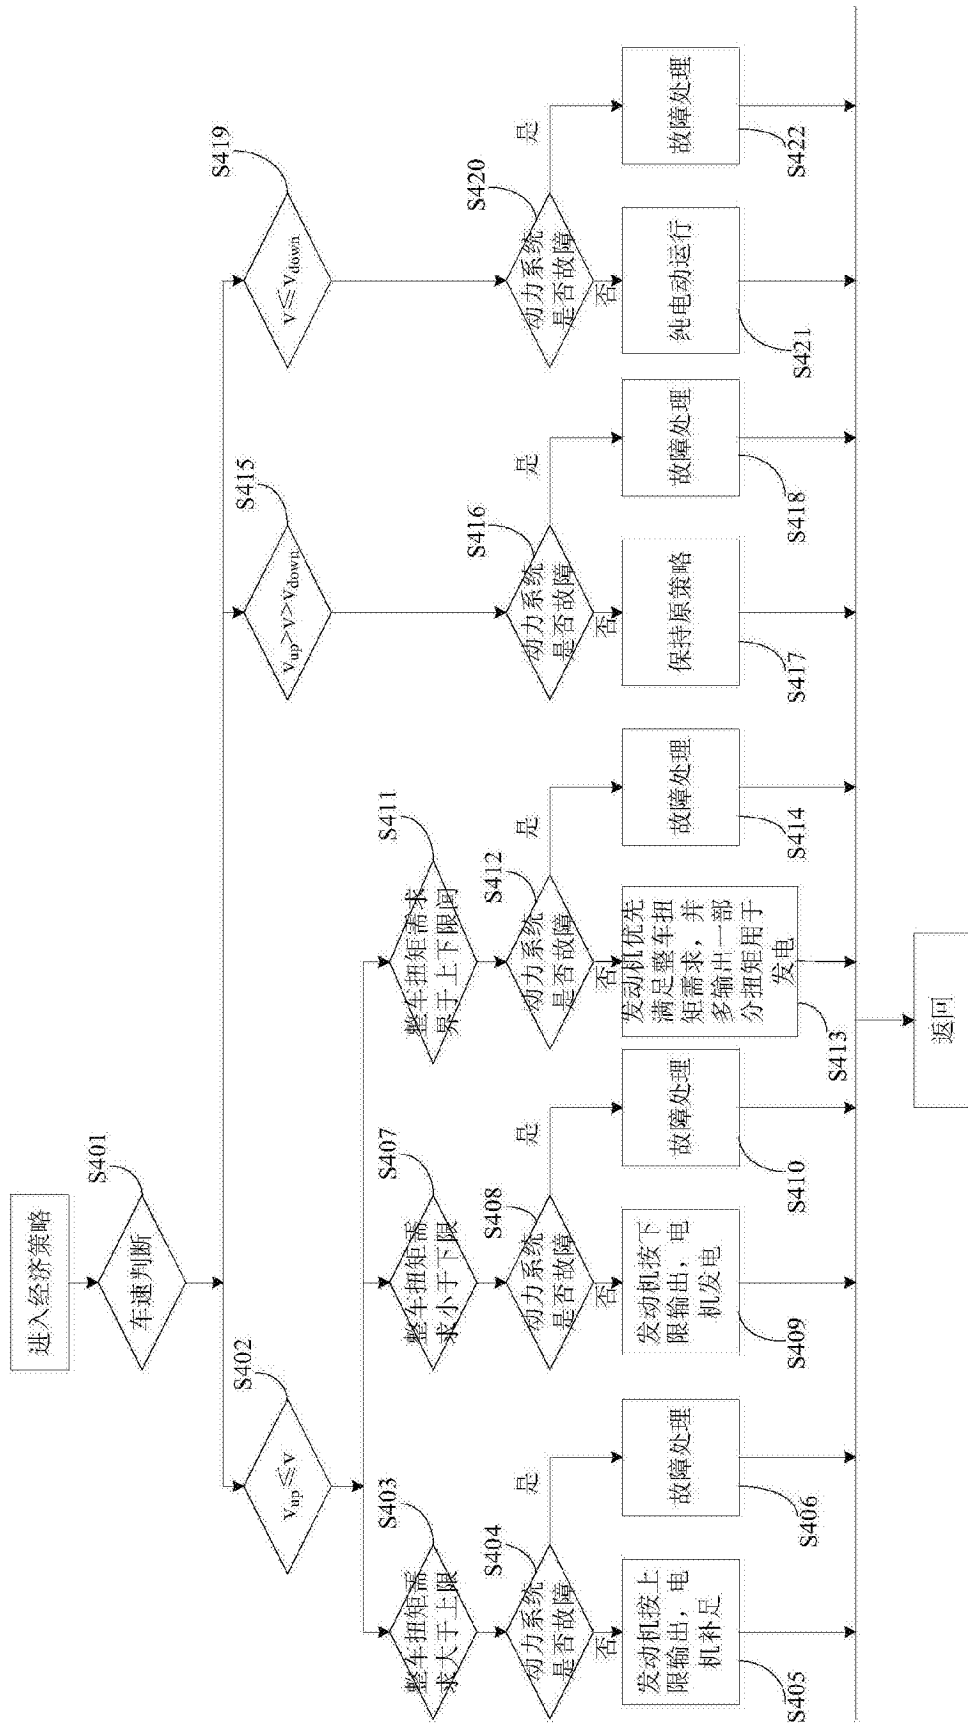 进入经济策略
S401
车速判断
S402
Vup≤V
S415
Vup>V>Vdown
S419
V≤Vdown
S403
整车扭矩需
求大于上限
S407
整车扭矩需
求小于下限
S411
整车扭矩需求
界于上下限间
S404
动力系统
是否故障
是
否
S408
动力系统
是否故障
是
否
S412
动力系统
是否故障
是
否
S416
动力系统
是否故障
是
否
S420
动力系统
是否故障
是
否
发动机按上
限输出，电
机补足
S405
故障处理
S406
发动机按下
限输出，电
机发电
S409
故障处理
S410
发动机优先
满足整车扭
矩需求，并
多输出一部
分扭矩用于
发电
S413
故障处理
S414
保持原策略
S417
故障处理
S418
纯电动运行
S421
故障处理
S422
返回